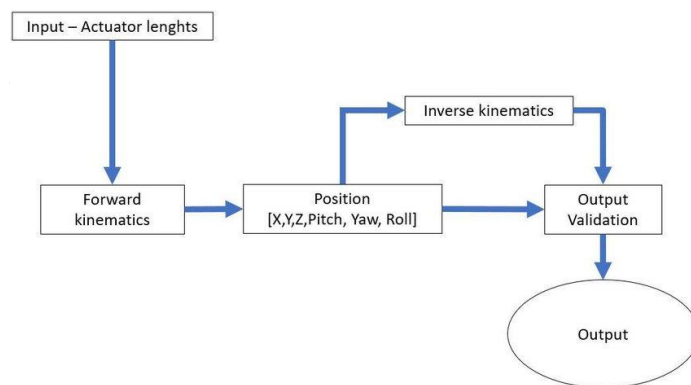 Input – Actuator lenghts
Inverse kinematics
Forward
kinematics
Position
[X,Y,Z,Pitch, Yaw, Roll]
Output
Validation
Output